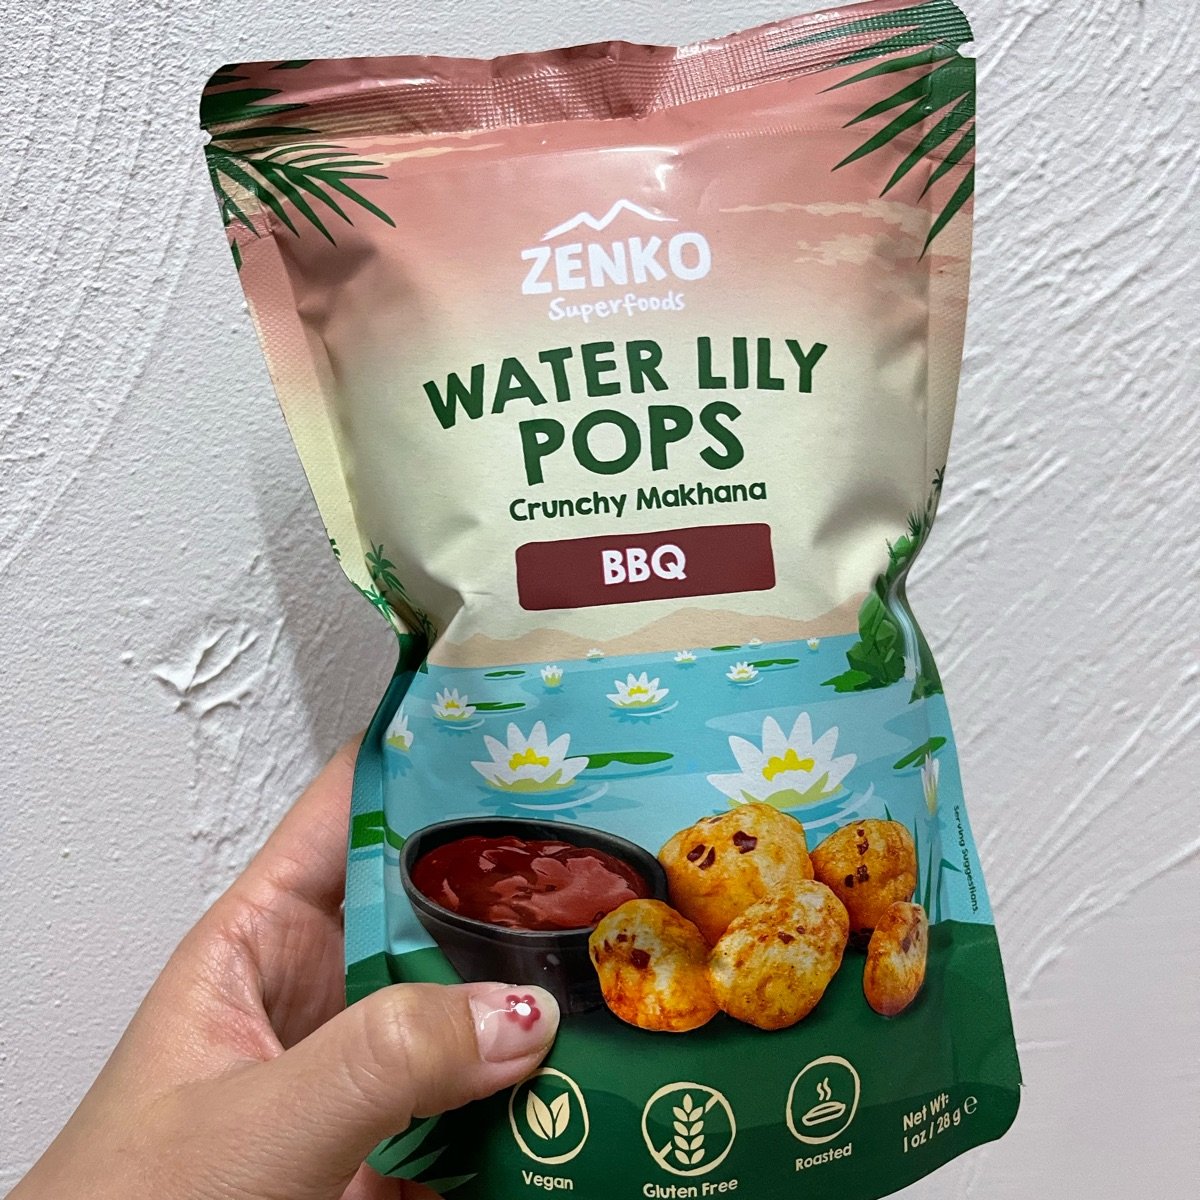 ZENKO
Superfoods
WATER LILY
POPS
Crunchy Makhana
BBQ
Serving suggestions.
Vegan
Gluten Free
Roasted
Net Wt:
1 oz / 28 g ℮